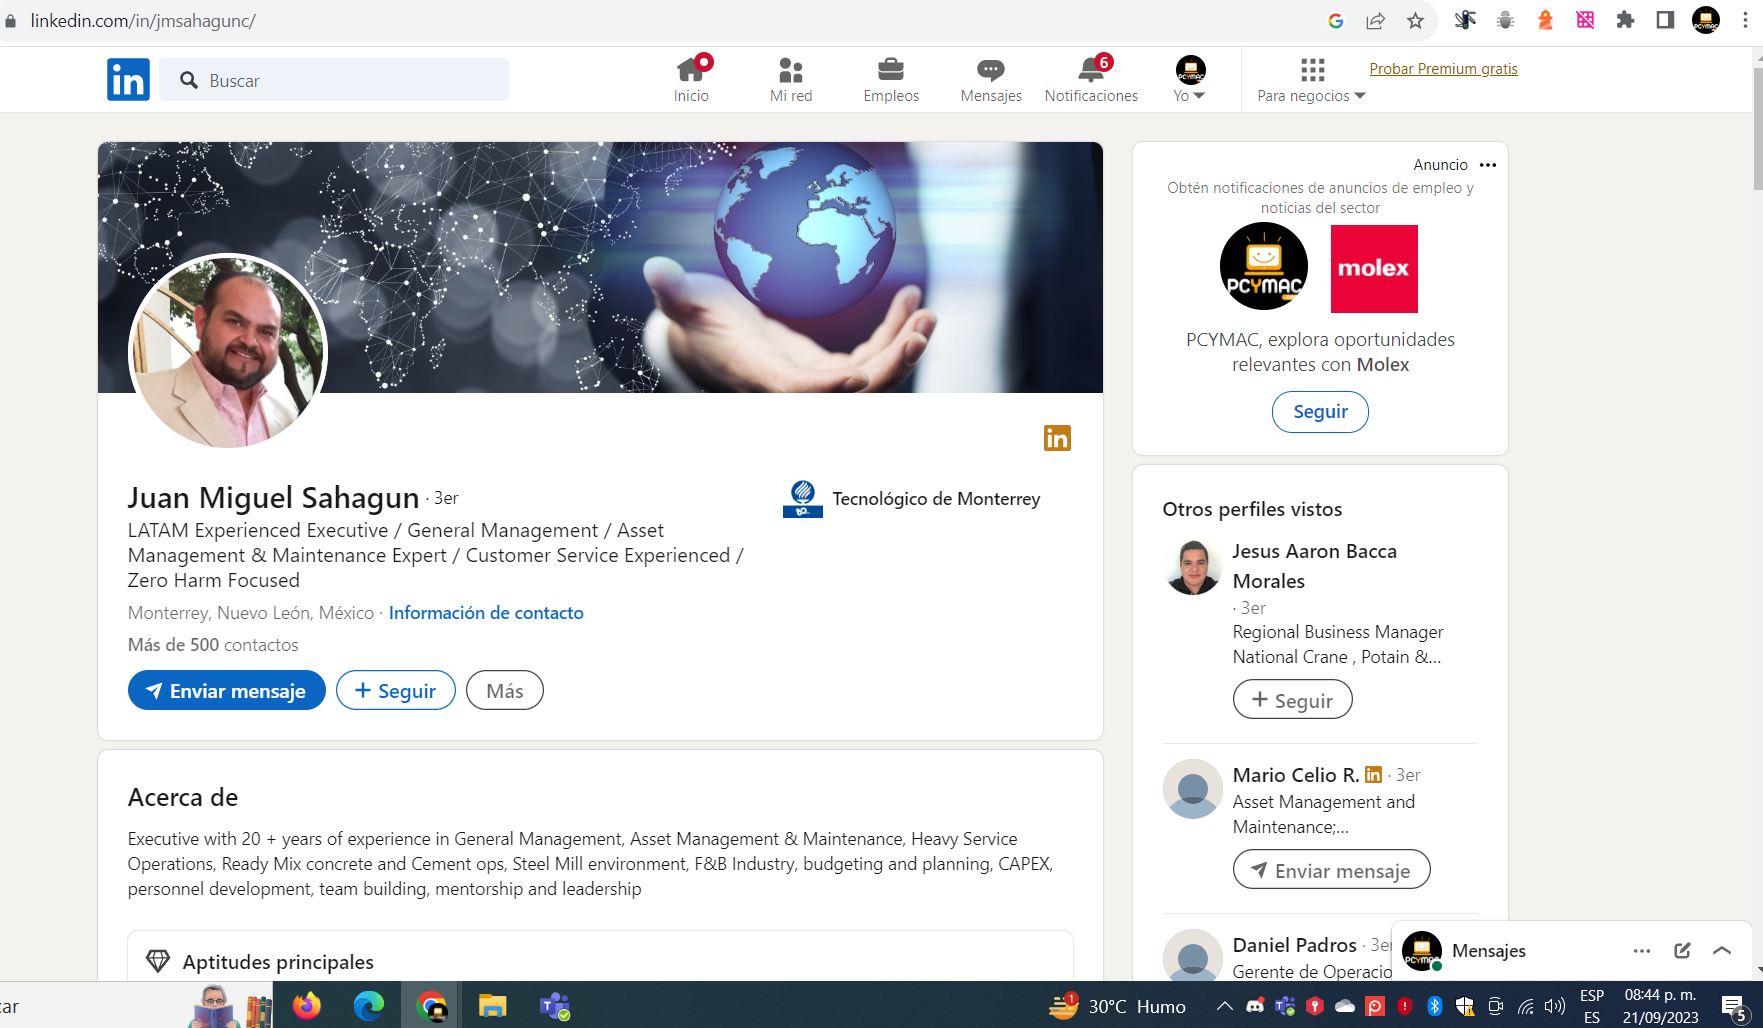 linkedin.com/in/jmsahagunc/
in
Buscar
Inicio
Mi red
Empleos
Mensajes
6
Notificaciones
Yo
Para negocios
Probar Premium gratis
Juan Miguel Sahagun · 3er
LATAM Experienced Executive / General Management / Asset
Management & Maintenance Expert / Customer Service Experienced /
Zero Harm Focused
Monterrey, Nuevo León, México · Información de contacto
Más de 500 contactos
Enviar mensaje
+ Seguir
Más
in
Tecnológico de Monterrey
Acerca de
Executive with 20 + years of experience in General Management, Asset Management & Maintenance, Heavy Service
Operations, Ready Mix concrete and Cement ops, Steel Mill environment, F&B Industry, budgeting and planning, CAPEX,
personnel development, team building, mentorship and leadership
Aptitudes principales
Anuncio
Obtén notificaciones de anuncios de empleo y
noticias del sector
PCYMAC
molex
PCYMAC, explora oportunidades
relevantes con Molex
Seguir
Otros perfiles vistos
Jesus Aaron Bacca
Morales
· 3er
Regional Business Manager
National Crane , Potain &...
+ Seguir
Mario Celio R. in · 3er
Asset Management and
Maintenance;...
Enviar mensaje
Daniel Padros · 3er
Gerente de Operacio
Mensajes
car
1
30°C Humo
ESP
ES
08:44 p. m.
21/09/2023
5